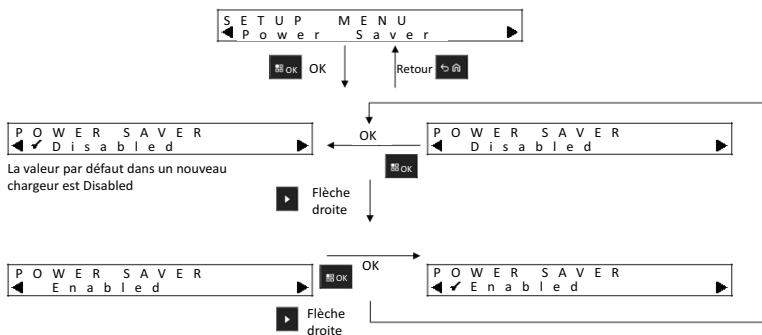 SETUP MENU
Power Saver
OK OK Retour
POWER SAVER
✓ Disabled
OK
POWER SAVER
Disabled
OK
La valeur par défaut dans un nouveau
chargeur est Disabled
Flèche
droite
POWER SAVER
Enabled
OK
OK
POWER SAVER
✓ Enabled
Flèche
droite